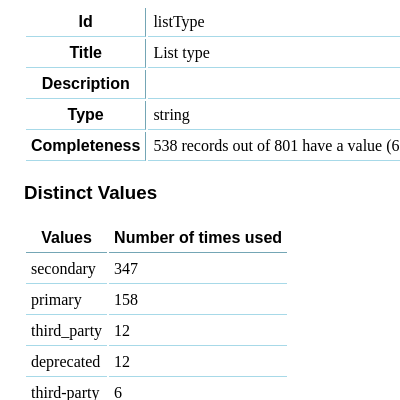 Id listType
Title List type
Description
Type string
Completeness 538 records out of 801 have a value (6
Distinct Values
Values Number of times used
secondary 347
primary 158
third_party 12
deprecated 12
third-party 6